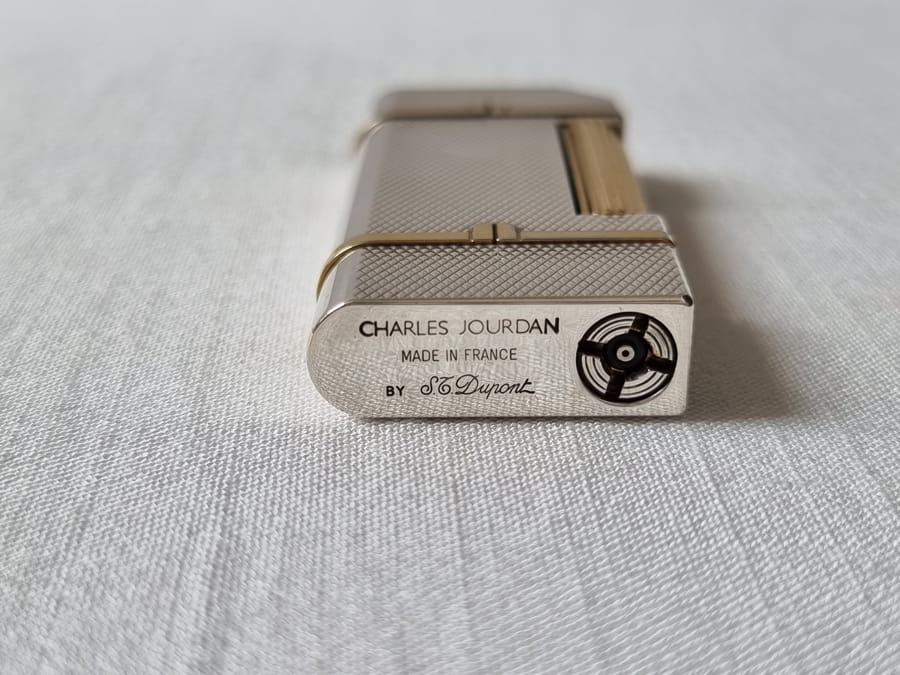 CHARLES JOURDAN
MADE IN FRANCE
BY S.T. Dupont